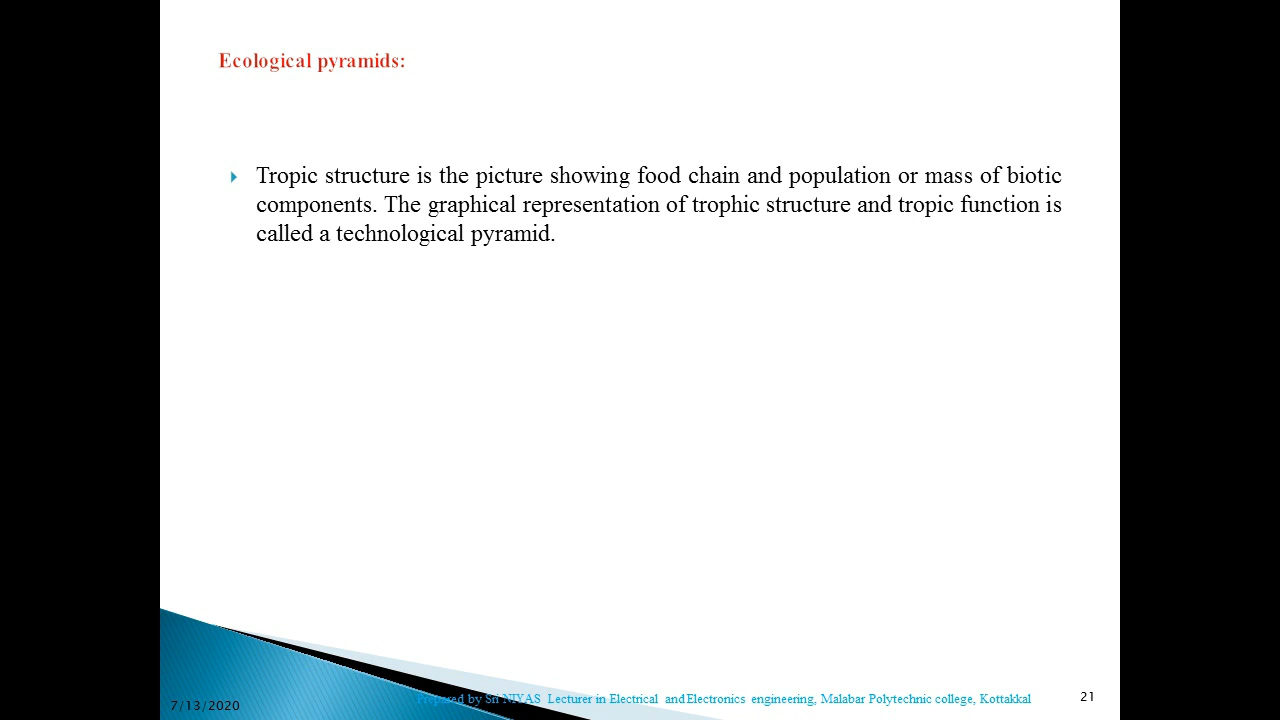 Ecological pyramids:
Tropic structure is the picture showing food chain and population or mass of biotic
components. The graphical representation of trophic structure and tropic function is
called a technological pyramid.
7/13/2020
Prepared by Sri NIYAS Lecturer in Electrical and Electronics engineering, Malabar Polytechnic college, Kottakkal
21